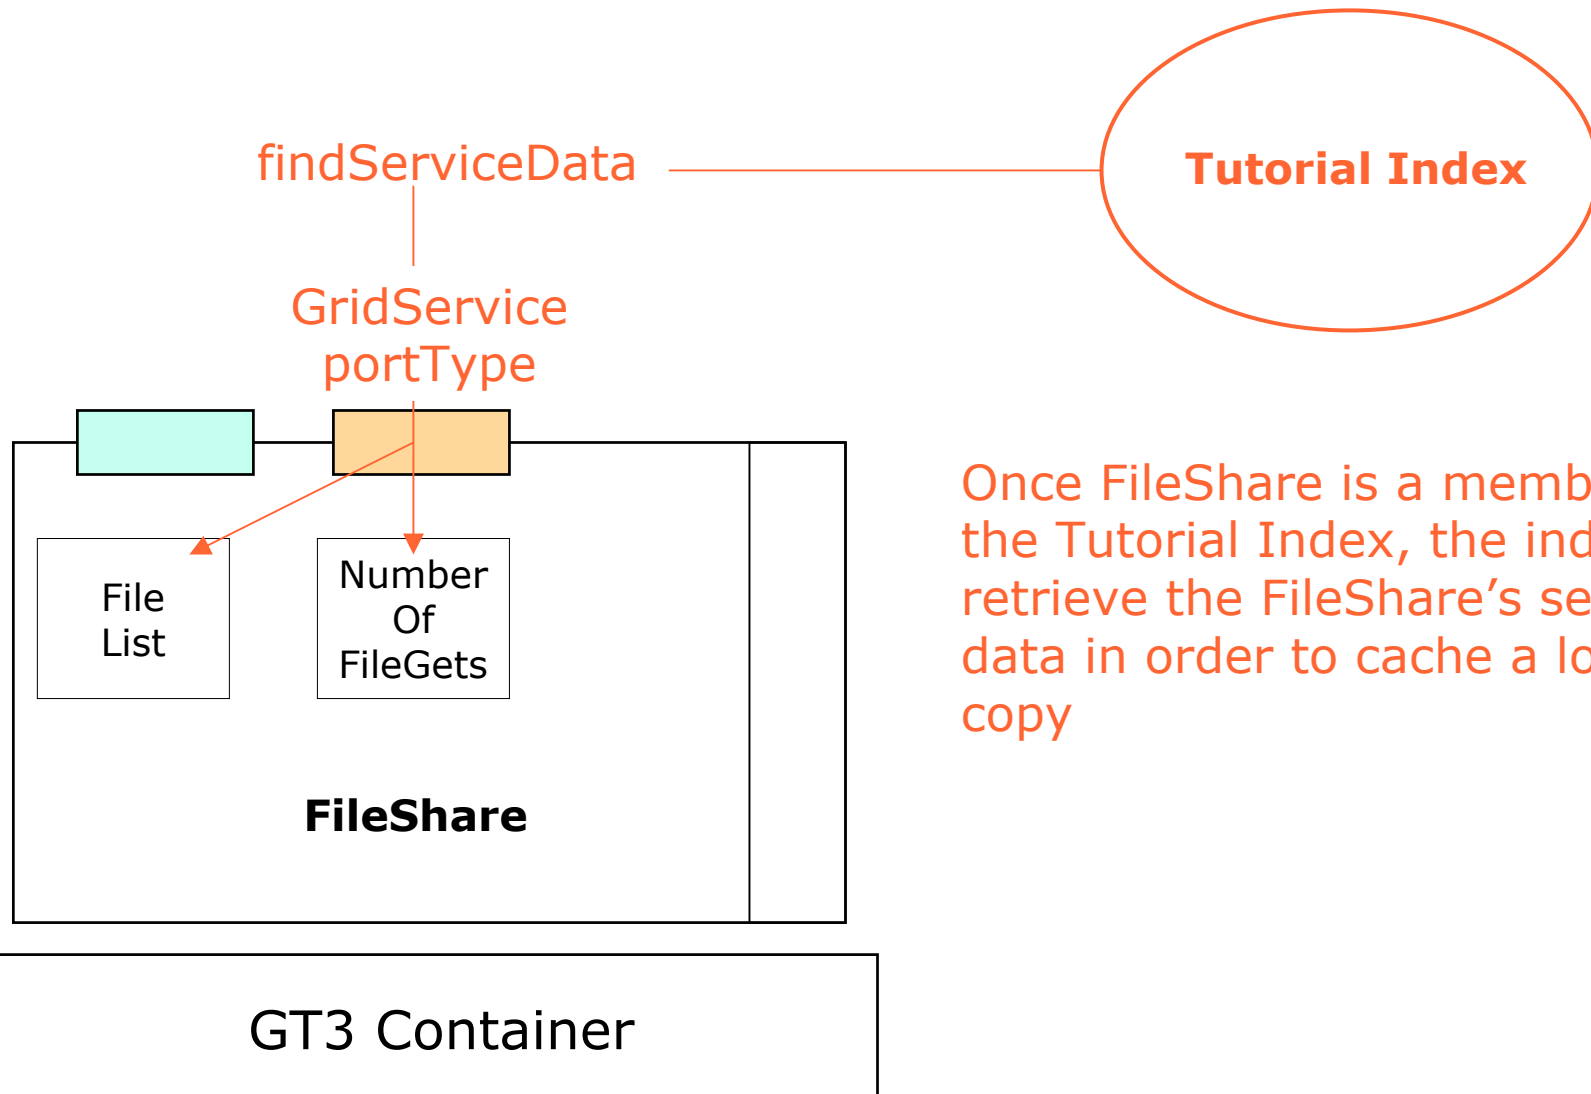 findServiceData
Tutorial Index
GridService
portType
Once FileShare is a memb
the Tutorial Index, the ind
retrieve the FileShare’s se
data in order to cache a lo
copy
File
List
Number
Of
FileGets
FileShare
GT3 Container